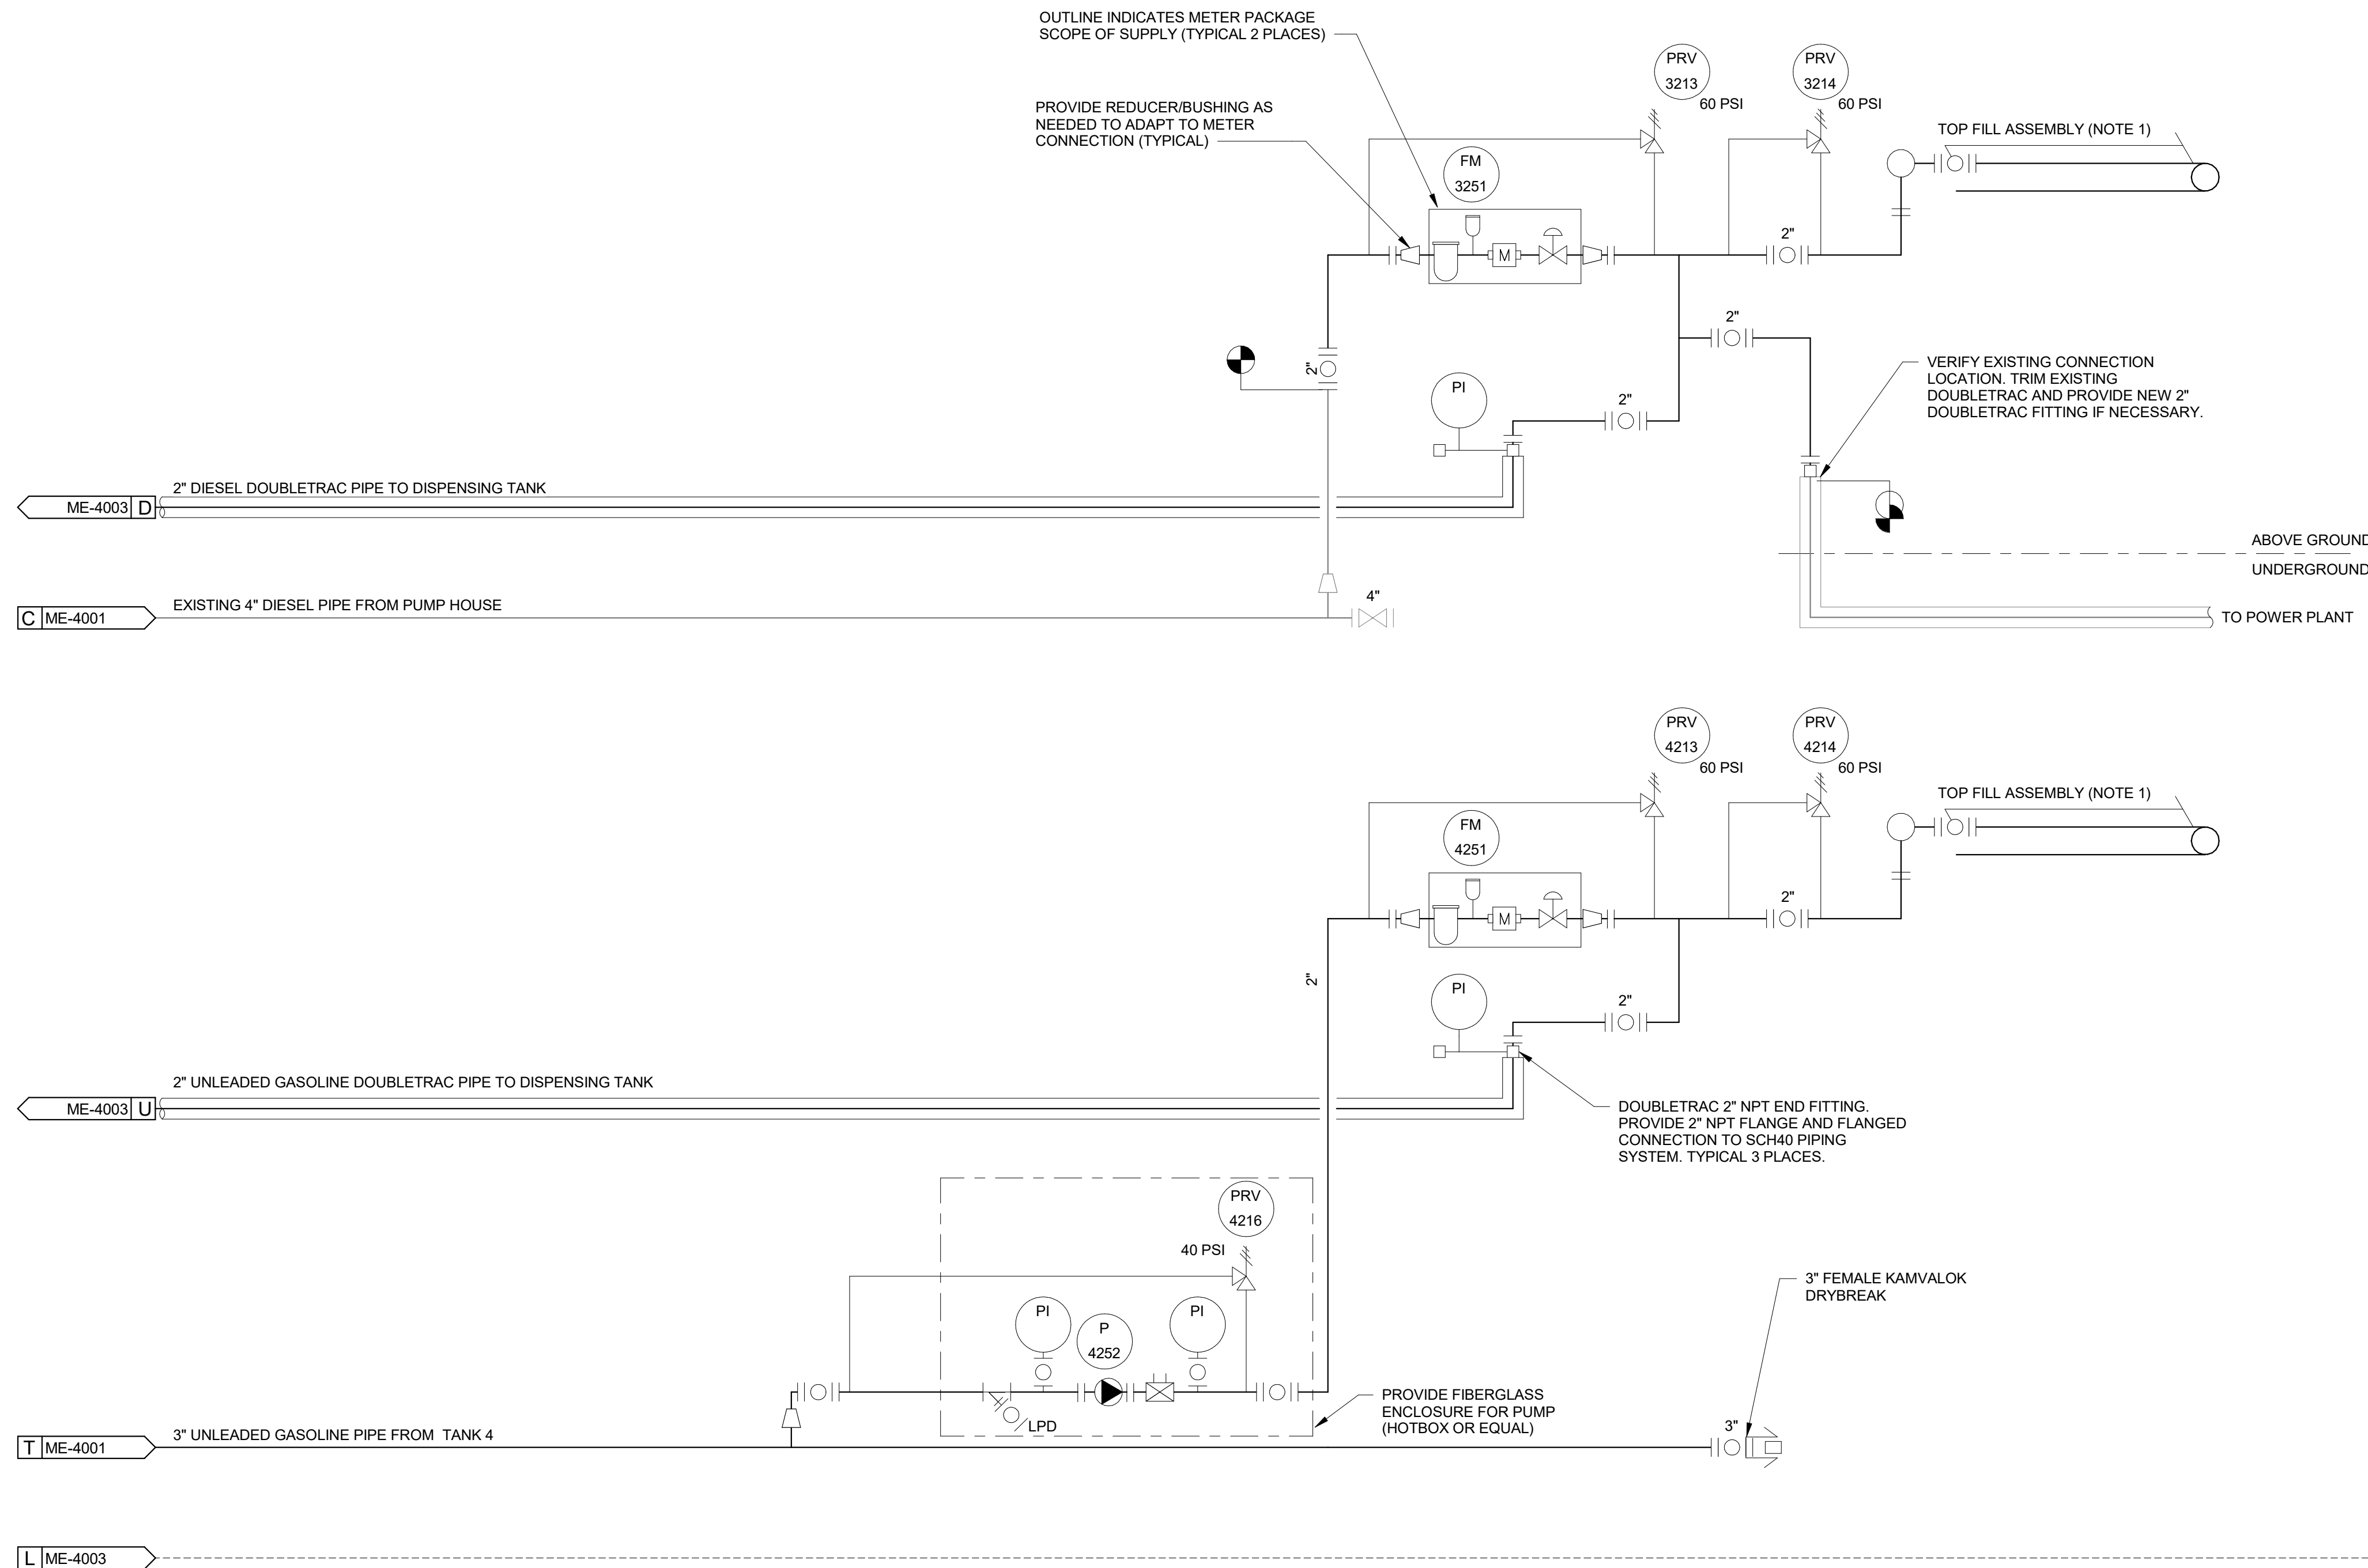 OUTLINE INDICATES METER PACKAGE
SCOPE OF SUPPLY (TYPICAL 2 PLACES)
PROVIDE REDUCER/BUSHING AS
NEEDED TO ADAPT TO METER
CONNECTION (TYPICAL)
PRV
3213
60 PSI
PRV
3214
60 PSI
TOP FILL ASSEMBLY (NOTE 1)
FM
3251
M
2"
2"
2"
2"
PI
VERIFY EXISTING CONNECTION
LOCATION. TRIM EXISTING
DOUBLETRAC AND PROVIDE NEW 2"
DOUBLETRAC FITTING IF NECESSARY.
ME-4003 D
2" DIESEL DOUBLETRAC PIPE TO DISPENSING TANK
ABOVE GROUND
UNDERGROUND
C ME-4001
EXISTING 4" DIESEL PIPE FROM PUMP HOUSE
4"
TO POWER PLANT
PRV
4213
60 PSI
PRV
4214
60 PSI
TOP FILL ASSEMBLY (NOTE 1)
FM
4251
M
2"
2"
2"
PI
ME-4003 U
2" UNLEADED GASOLINE DOUBLETRAC PIPE TO DISPENSING TANK
DOUBLETRAC 2" NPT END FITTING.
PROVIDE 2" NPT FLANGE AND FLANGED
CONNECTION TO SCH40 PIPING
SYSTEM. TYPICAL 3 PLACES.
PRV
4216
40 PSI
PI
P
4252
PI
LPD
PROVIDE FIBERGLASS
ENCLOSURE FOR PUMP
(HOTBOX OR EQUAL)
3" FEMALE KAMVALOK
DRYBREAK
3"
T ME-4001
3" UNLEADED GASOLINE PIPE FROM TANK 4
L ME-4003